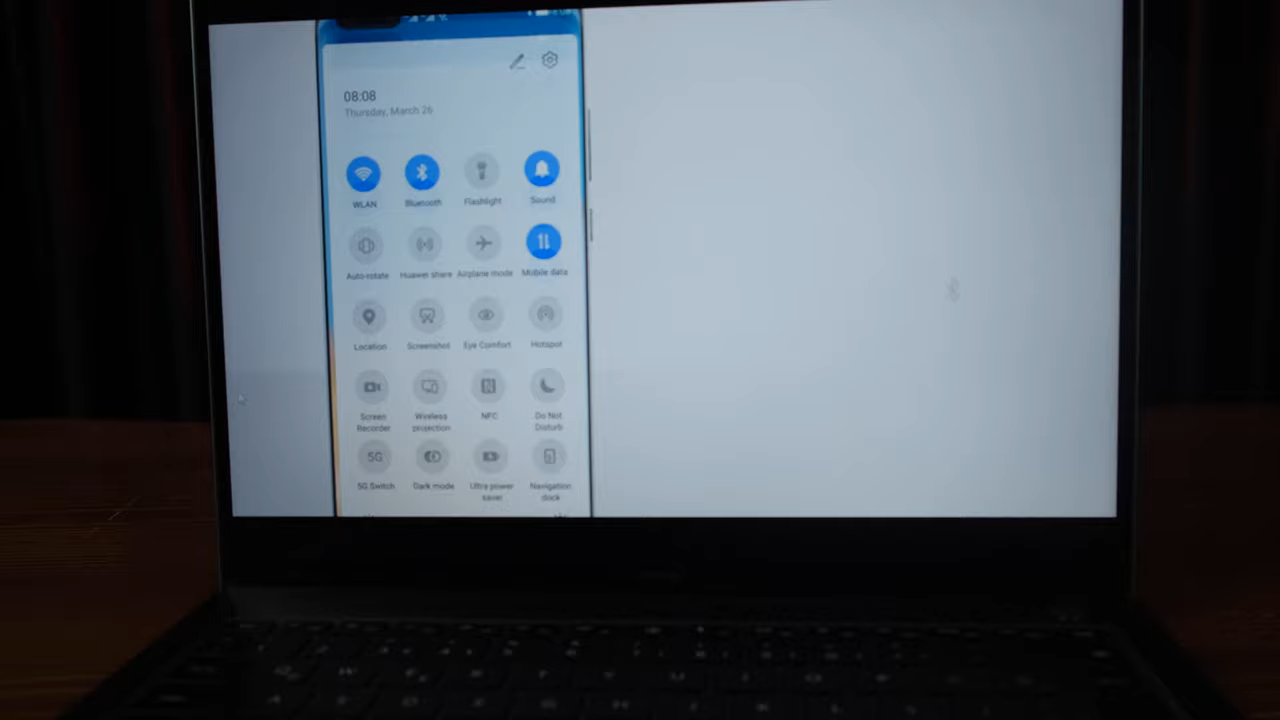 08:08
Thursday, March 26
WLAN
Bluetooth
Flashlight
Sound
Auto-rotate
Huawei share
Airplane mode
Mobile data
Location
Screenshot
Eye Comfort
Hotspot
Screen
Recorder
Wireless
projection
NFC
Do Not
Disturb
5G
5G Switch
Dark mode
Ultra power
saver
Navigation
dock